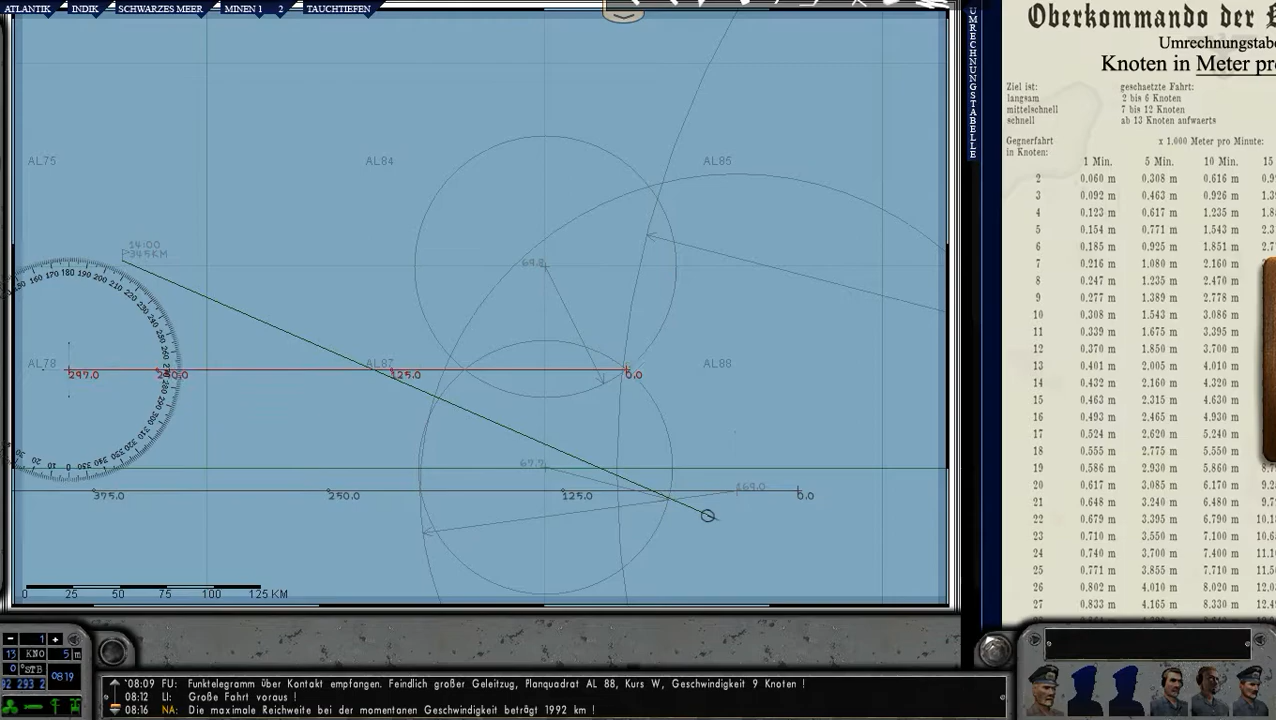 ATLANTIK INDIK SCHWARZES MEER MINEN 1 2 TAUCHTIEFEN
UMRECHNUNGSTABELLE
AL75 AL84 AL85
14:00
345KM
69.2
AL78 AL87 AL88
297.0 125.0 0.0
375.0 250.0 125.0 0.0
0 25 50 75 100 125 KM
Oberkommando der
Umrechnungstabe
Knoten in Meter pro
Ziel ist: geschaetzte Fahrt:
langsam 2 bis 6 Knoten
mittelschnell 7 bis 12 Knoten
schnell ab 13 Knoten aufwaerts
Gegnerfahrt x 1.000 Meter pro Minute:
in Knoten:
1 Min. 5 Min. 10 Min. 15
2 0.060 m 0.308 m 0.616 m
3 0.092 m 0.463 m 0.926 m
4 0.123 m 0.617 m 1.235 m
5 0.154 m 0.771 m 1.543 m
6 0.185 m 0.925 m 1.851 m
7 0.216 m 1.080 m 2.160 m
8 0.247 m 1.235 m 2.470 m
9 0.277 m 1.389 m 2.778 m
10 0.308 m 1.543 m 3.086 m
11 0.339 m 1.675 m 3.395 m
12 0.370 m 1.850 m 3.700 m
13 0.401 m 2.005 m 4.010 m
14 0.432 m 2.160 m 4.320 m
15 0.463 m 2.315 m 4.630 m
16 0.493 m 2.465 m 4.930 m
17 0.524 m 2.620 m 5.240 m
18 0.555 m 2.775 m 5.550 m
19 0.586 m 2.930 m 5.860 m
20 0.617 m 3.085 m 6.170 m
21 0.648 m 3.240 m 6.480 m
22 0.679 m 3.395 m 6.790 m
23 0.710 m 3.550 m 7.100 m
24 0.740 m 3.700 m 7.400 m
25 0.771 m 3.855 m 7.710 m
26 0.802 m 4.010 m 8.020 m
27 0.833 m 4.165 m 8.330 m
- 1 +
13 KNO 5 m
0 °STB
0819
'08:09 FU: Funktelegramm über Kontakt empfangen. Feindlich großer Geleitzug, Planquadrat AL 88, Kurs W, Geschwindigkeit 9 Knoten !
08:12 LI: Große Fahrt voraus !
08:16 NA: Die maximale Reichweite bei der momentanen Geschwindigkeit beträgt 1992 km !